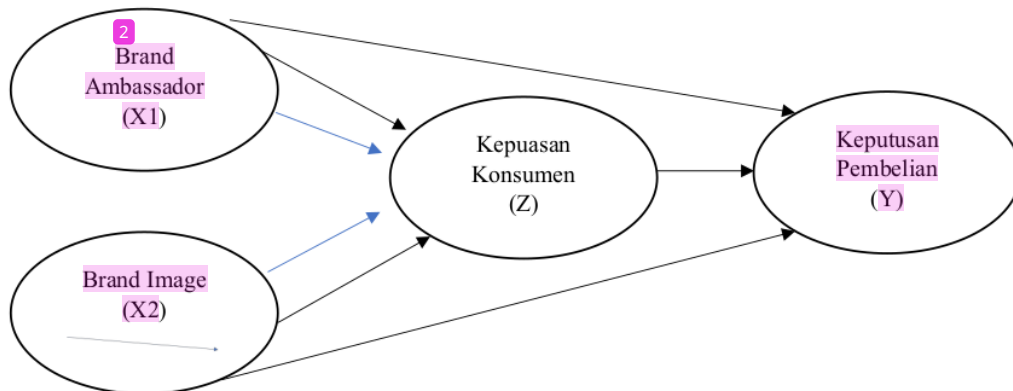 2
Brand
Ambassador
(X1)
Kepuasan
Konsumen
(Z)
Keputusan
Pembelian
(Y)
Brand Image
(X2)